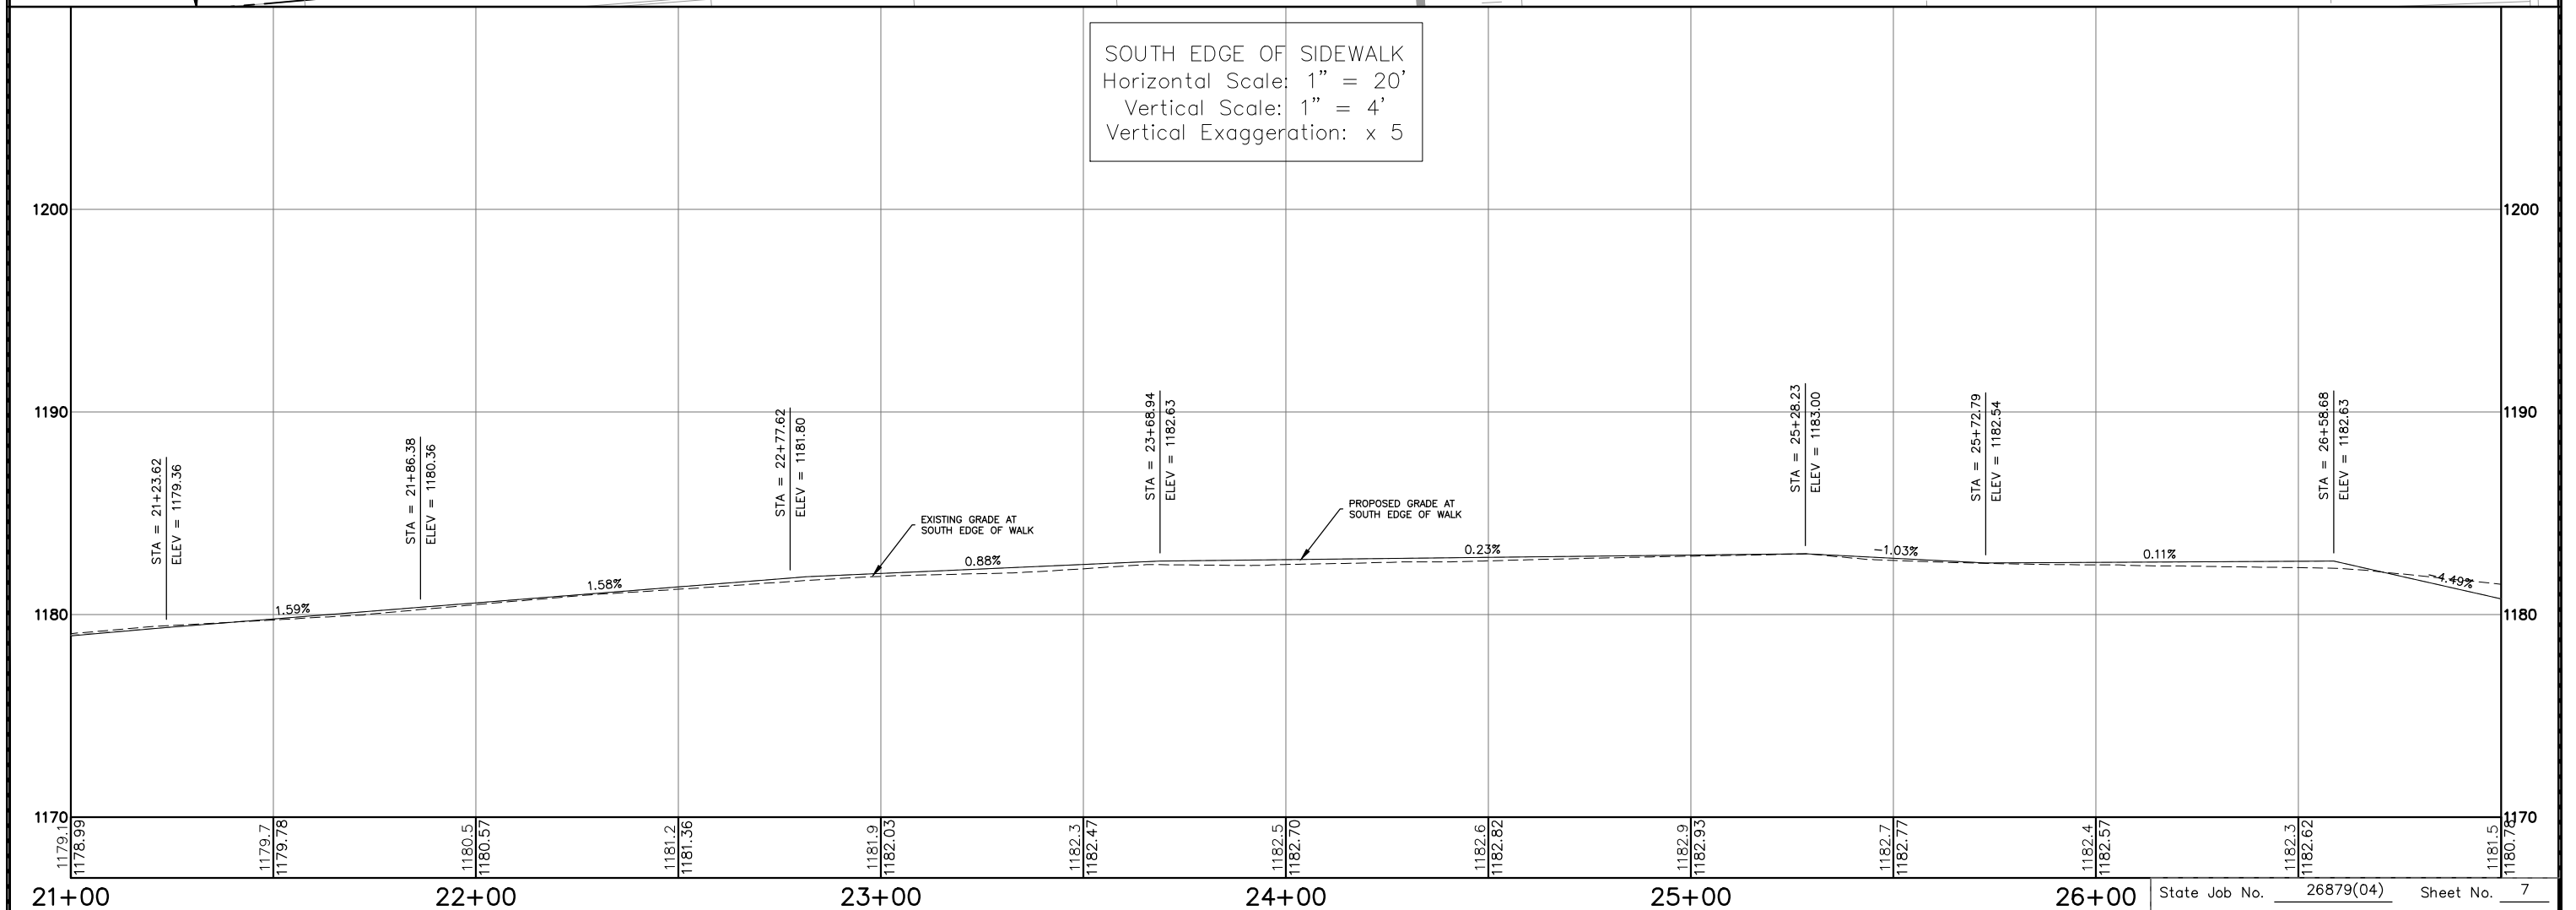 SOUTH EDGE OF SIDEWALK
Horizontal Scale: 1" = 20'
Vertical Scale: 1" = 4'
Vertical Exaggeration: x 5
1200
1200
1190
1190
STA = 21+23.62
ELEV = 1179.36
STA = 21+86.38
ELEV = 1180.36
STA = 22+77.62
ELEV = 1181.80
STA = 23+68.94
ELEV = 1182.63
STA = 25+28.23
ELEV = 1183.00
STA = 25+72.79
ELEV = 1182.54
STA = 26+58.68
ELEV = 1182.63
EXISTING GRADE AT
SOUTH EDGE OF WALK
PROPOSED GRADE AT
SOUTH EDGE OF WALK
1.59%
1.58%
0.88%
0.23%
-1.03%
0.11%
-4.49%
1180
1180
1170
1170
1179.1
1178.99
1179.7
1179.78
1180.5
1180.57
1181.2
1181.36
1181.9
1182.03
1182.3
1182.47
1182.5
1182.70
1182.6
1182.82
1182.9
1182.93
1182.7
1182.77
1182.4
1182.57
1182.3
1182.62
1181.5
1180.78
21+00
22+00
23+00
24+00
25+00
26+00
State Job No. 26879(04) Sheet No. 7